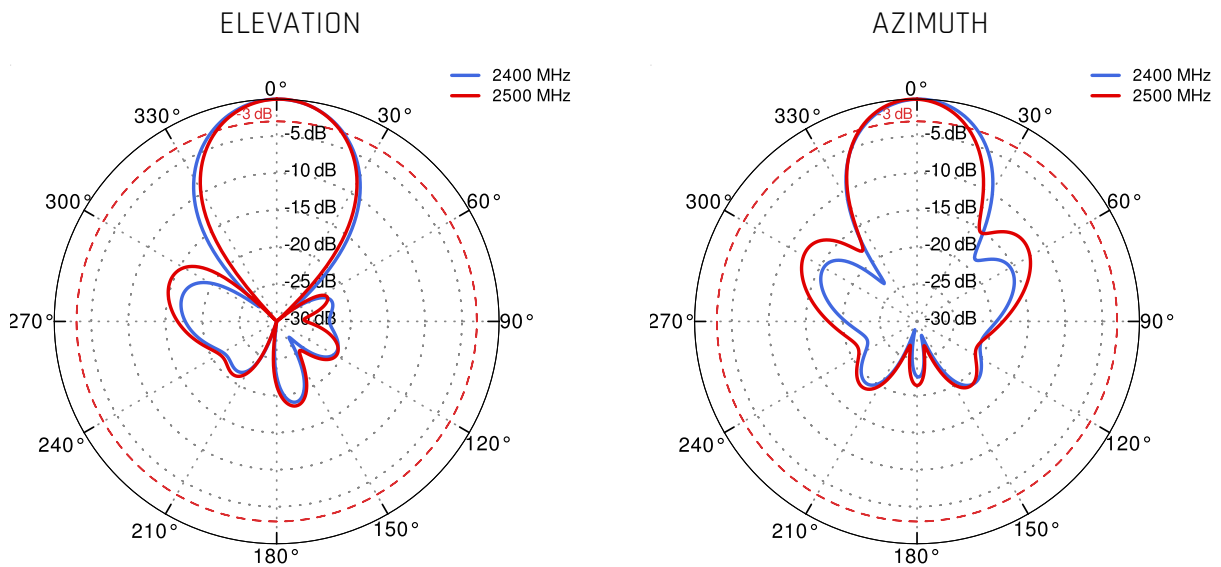 ELEVATION
2400 MHz
2500 MHz
0°
330°
-3 dB
30°
-5 dB
-10 dB
300°
60°
-15 dB
-20 dB
-25 dB
270°
-30 dB
90°
240°
120°
210°
150°
180°
AZIMUTH
2400 MHz
2500 MHz
0°
330°
-3 dB
30°
-5 dB
-10 dB
300°
60°
-15 dB
-20 dB
-25 dB
270°
-30 dB
90°
240°
120°
210°
150°
180°